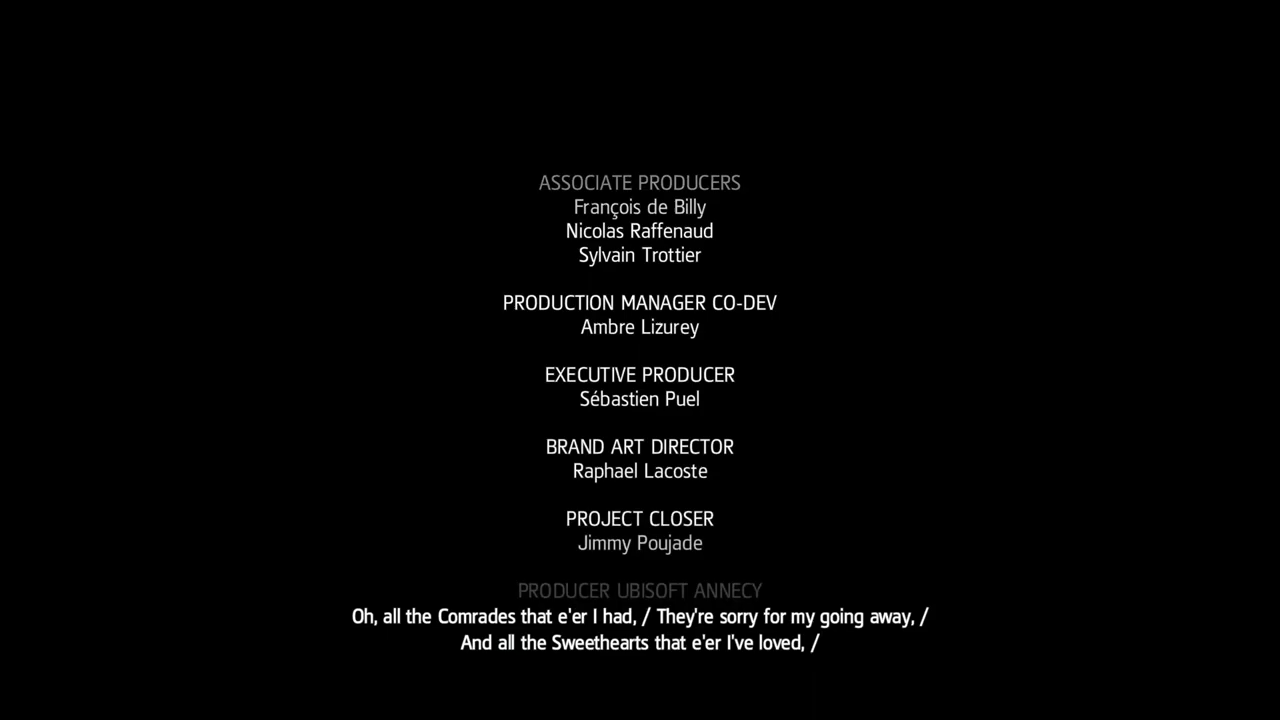 ASSOCIATE PRODUCERS
François de Billy
Nicolas Raffenaud
Sylvain Trottier
PRODUCTION MANAGER CO-DEV
Ambre Lizurey
EXECUTIVE PRODUCER
Sébastien Puel
BRAND ART DIRECTOR
Raphael Lacoste
PROJECT CLOSER
Jimmy Poujade
PRODUCER UBISOFT ANNECY
Oh, all the Comrades that e'er I had, / They're sorry for my going away, /
And all the Sweethearts that e'er I've loved, /